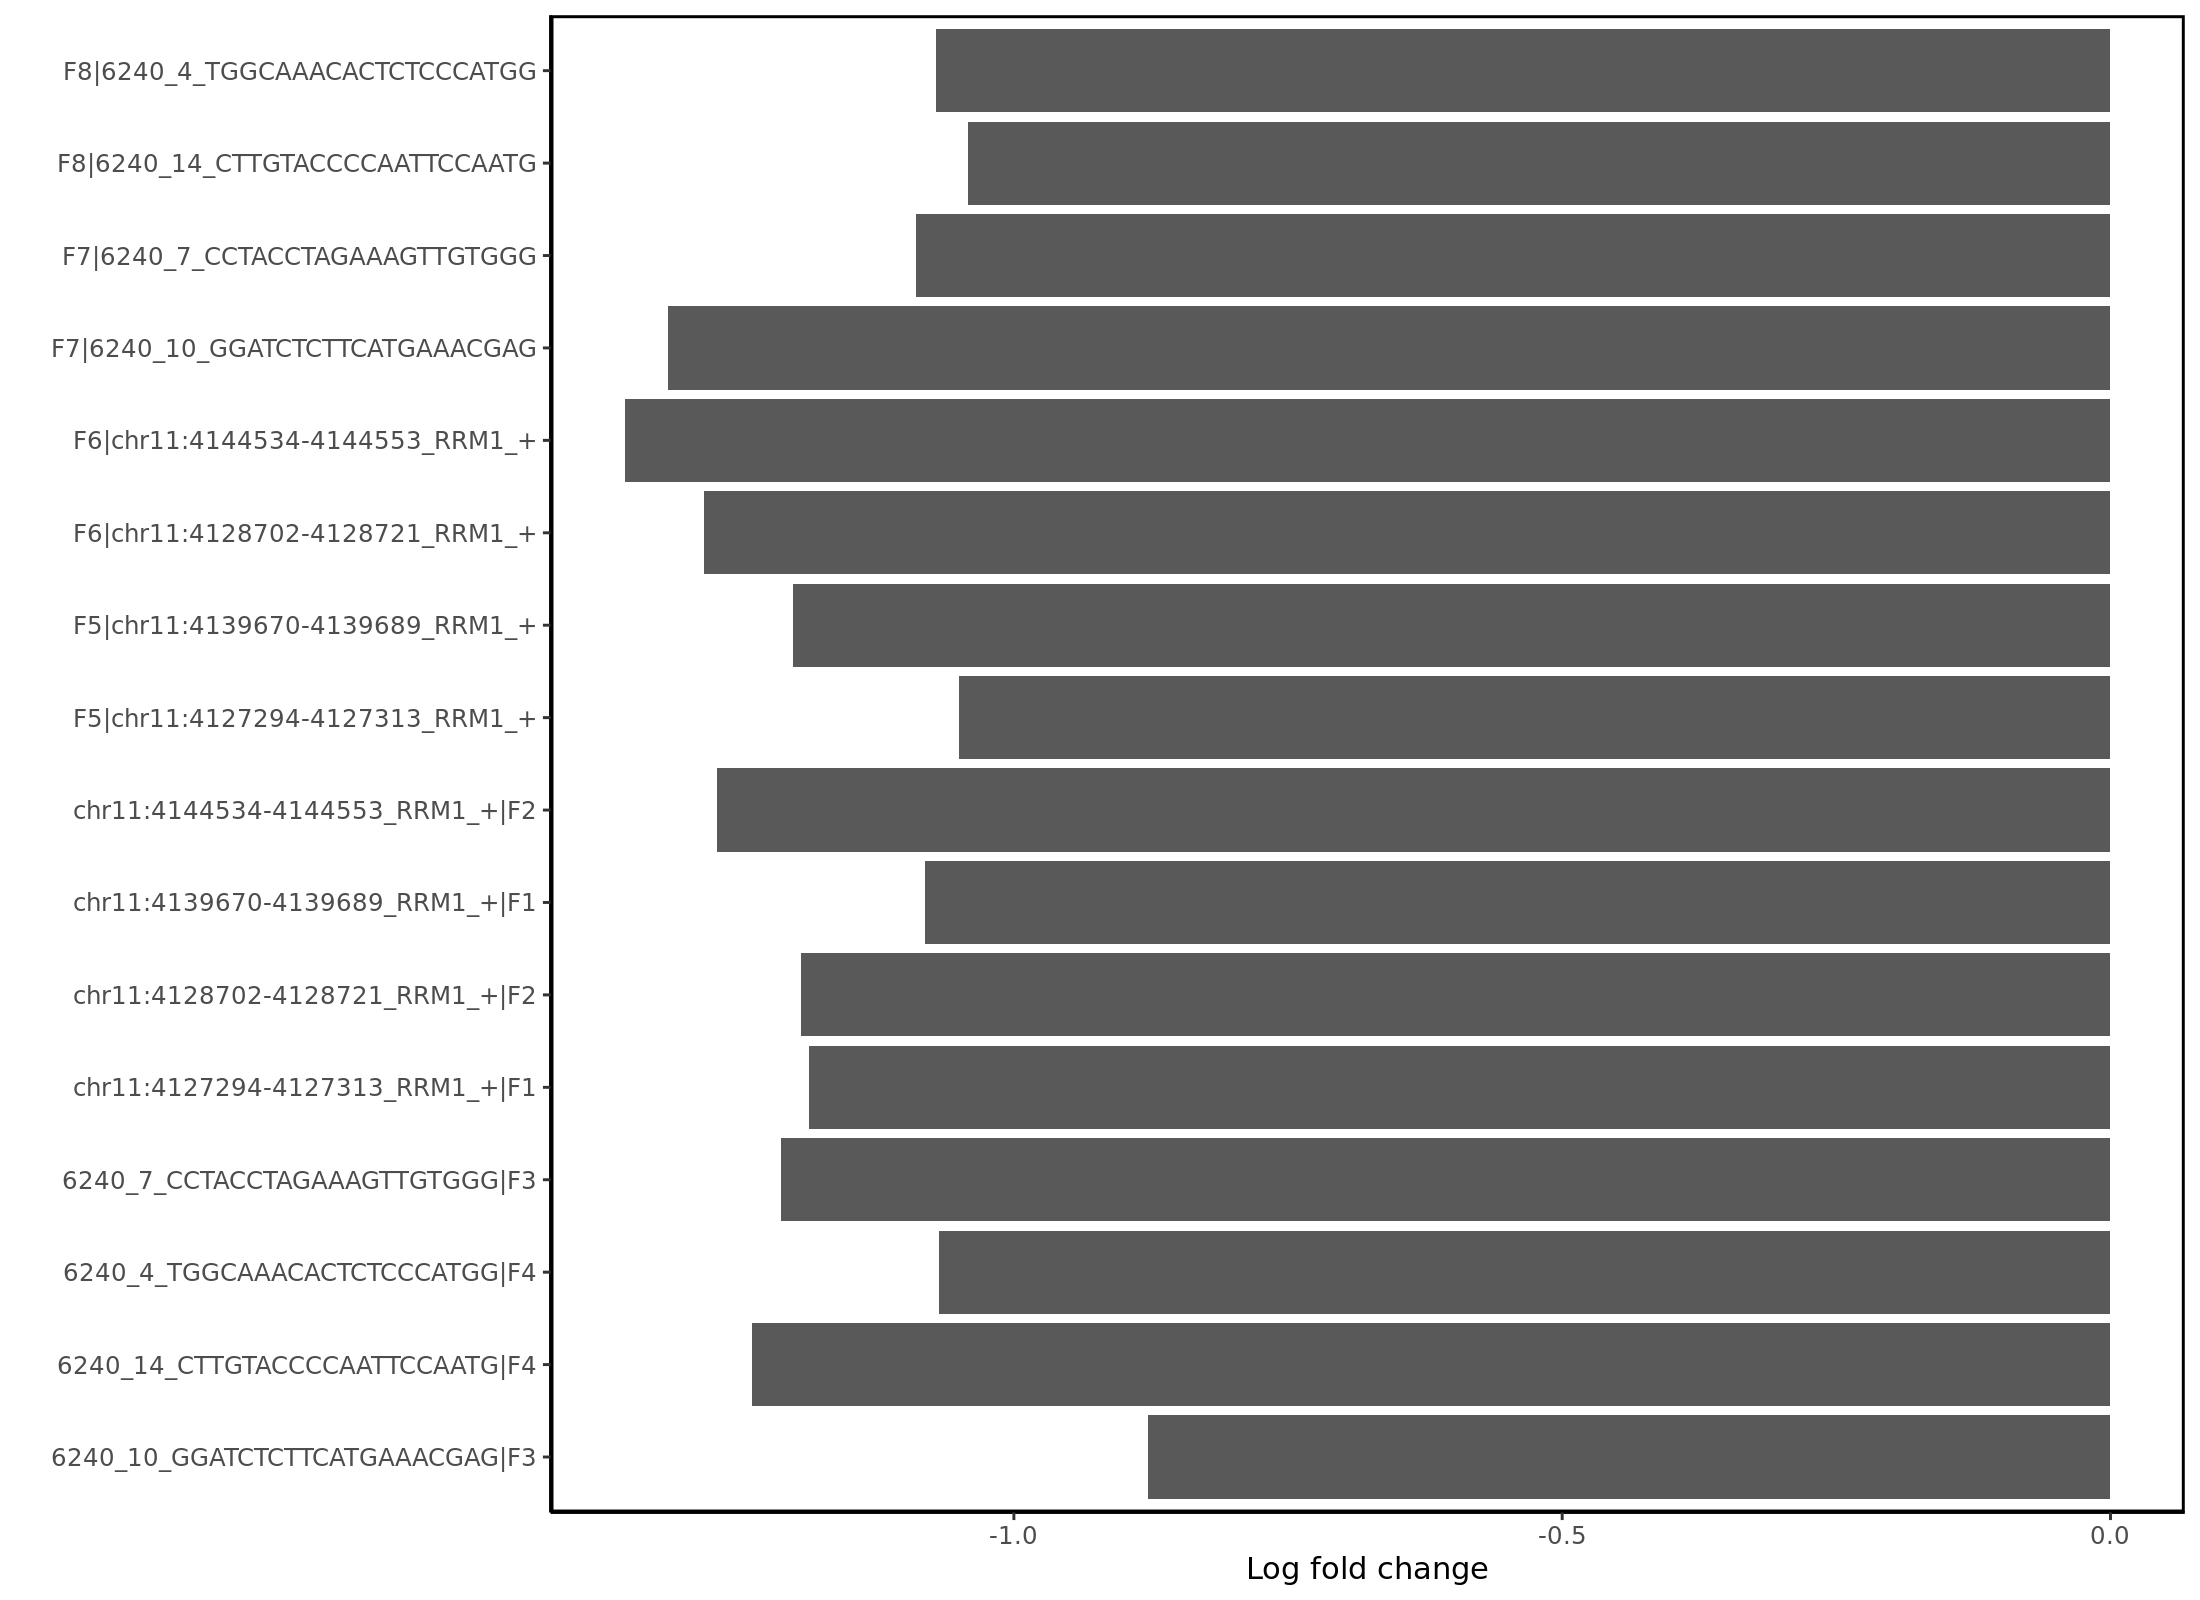 F8|6240_4_TGGCAAACACTCTCCCATGG
F8|6240_14_CTTGTACCCCAATTCCAATG
F7|6240_7_CCTACCTAGAAAGTTGTGGG
F7|6240_10_GGATCTCTTCATGAAACGAG
F6|chr11:4144534-4144553_RRM1_+
F6|chr11:4128702-4128721_RRM1_+
F5|chr11:4139670-4139689_RRM1_+
F5|chr11:4127294-4127313_RRM1_+
chr11:4144534-4144553_RRM1_+|F2
chr11:4139670-4139689_RRM1_+|F1
chr11:4128702-4128721_RRM1_+|F2
chr11:4127294-4127313_RRM1_+|F1
6240_7_CCTACCTAGAAAGTTGTGGG|F3
6240_4_TGGCAAACACTCTCCCATGG|F4
6240_14_CTTGTACCCCAATTCCAATG|F4
6240_10_GGATCTCTTCATGAAACGAG|F3
-1.0 -0.5 0.0
Log fold change